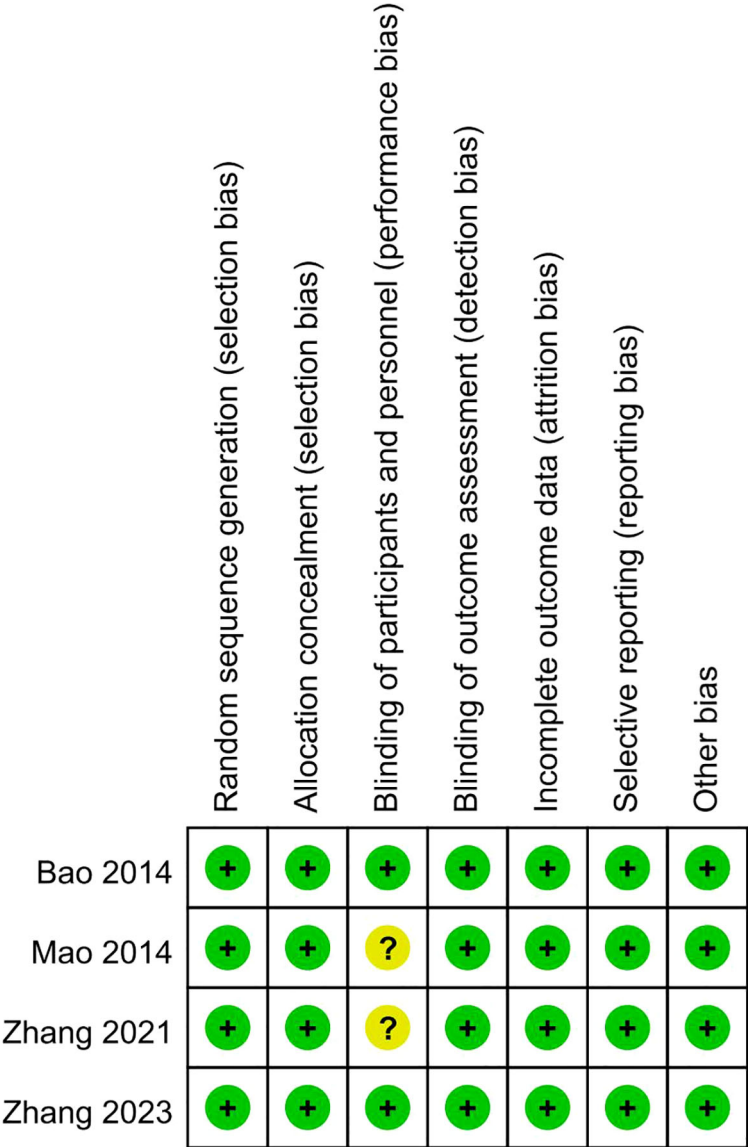 Random sequence generation (selection bias)
Allocation concealment (selection bias)
Blinding of participants and personnel (performance bias)
Blinding of outcome assessment (detection bias)
Incomplete outcome data (attrition bias)
Selective reporting (reporting bias)
Other bias
Bao 2014 + + + + + + +
Mao 2014 + + ? + + + +
Zhang 2021 + + ? + + + +
Zhang 2023 + + + + + + +